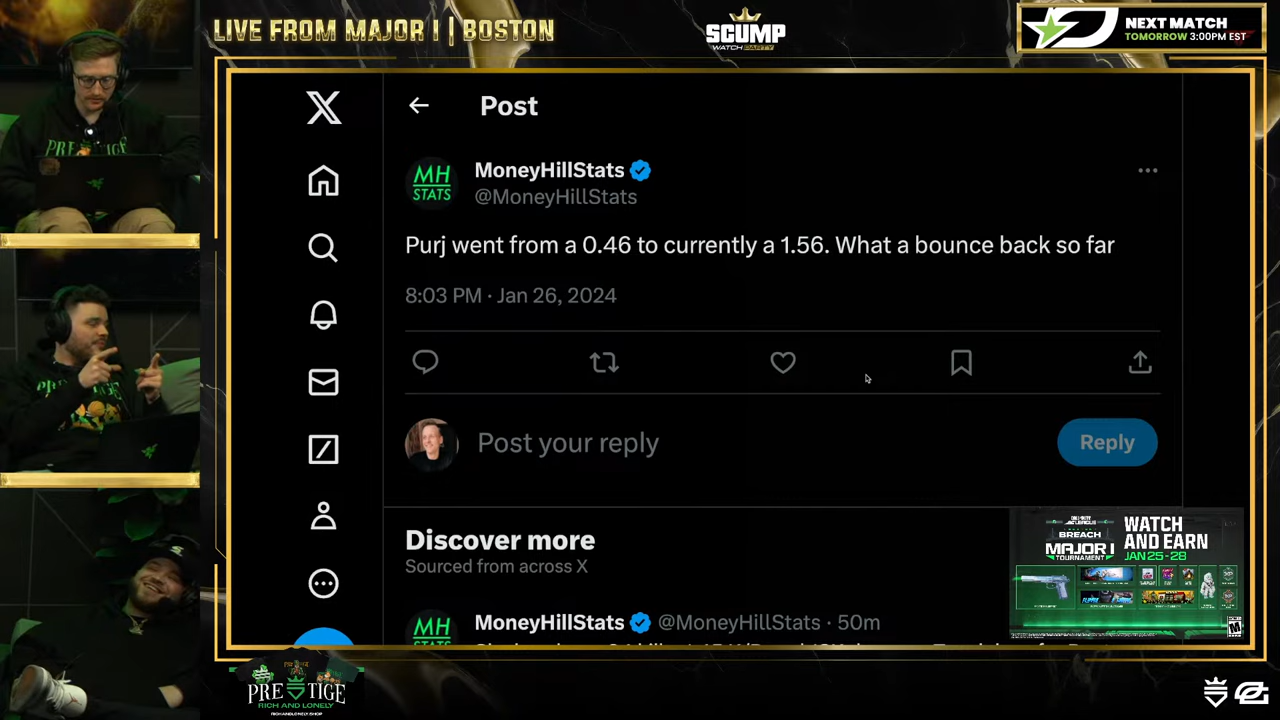 LIVE FROM MAJOR I | BOSTON
SCUMP
WATCH PARTY
NEXT MATCH
TOMORROW 3:00PM EST
Post
MH
STATS
MoneyHillStats
@MoneyHillStats
Purj went from a 0.46 to currently a 1.56. What a bounce back so far
8:03 PM · Jan 26, 2024
Post your reply
Reply
Discover more
Sourced from across X
MH
MoneyHillStats @MoneyHillStats · 50m
BREACH
MAJOR I
TOURNAMENT
WATCH
AND EARN
JAN 25-28
PRESTIGE
RICH AND LONELY
RICHANDLONELY.SHOP